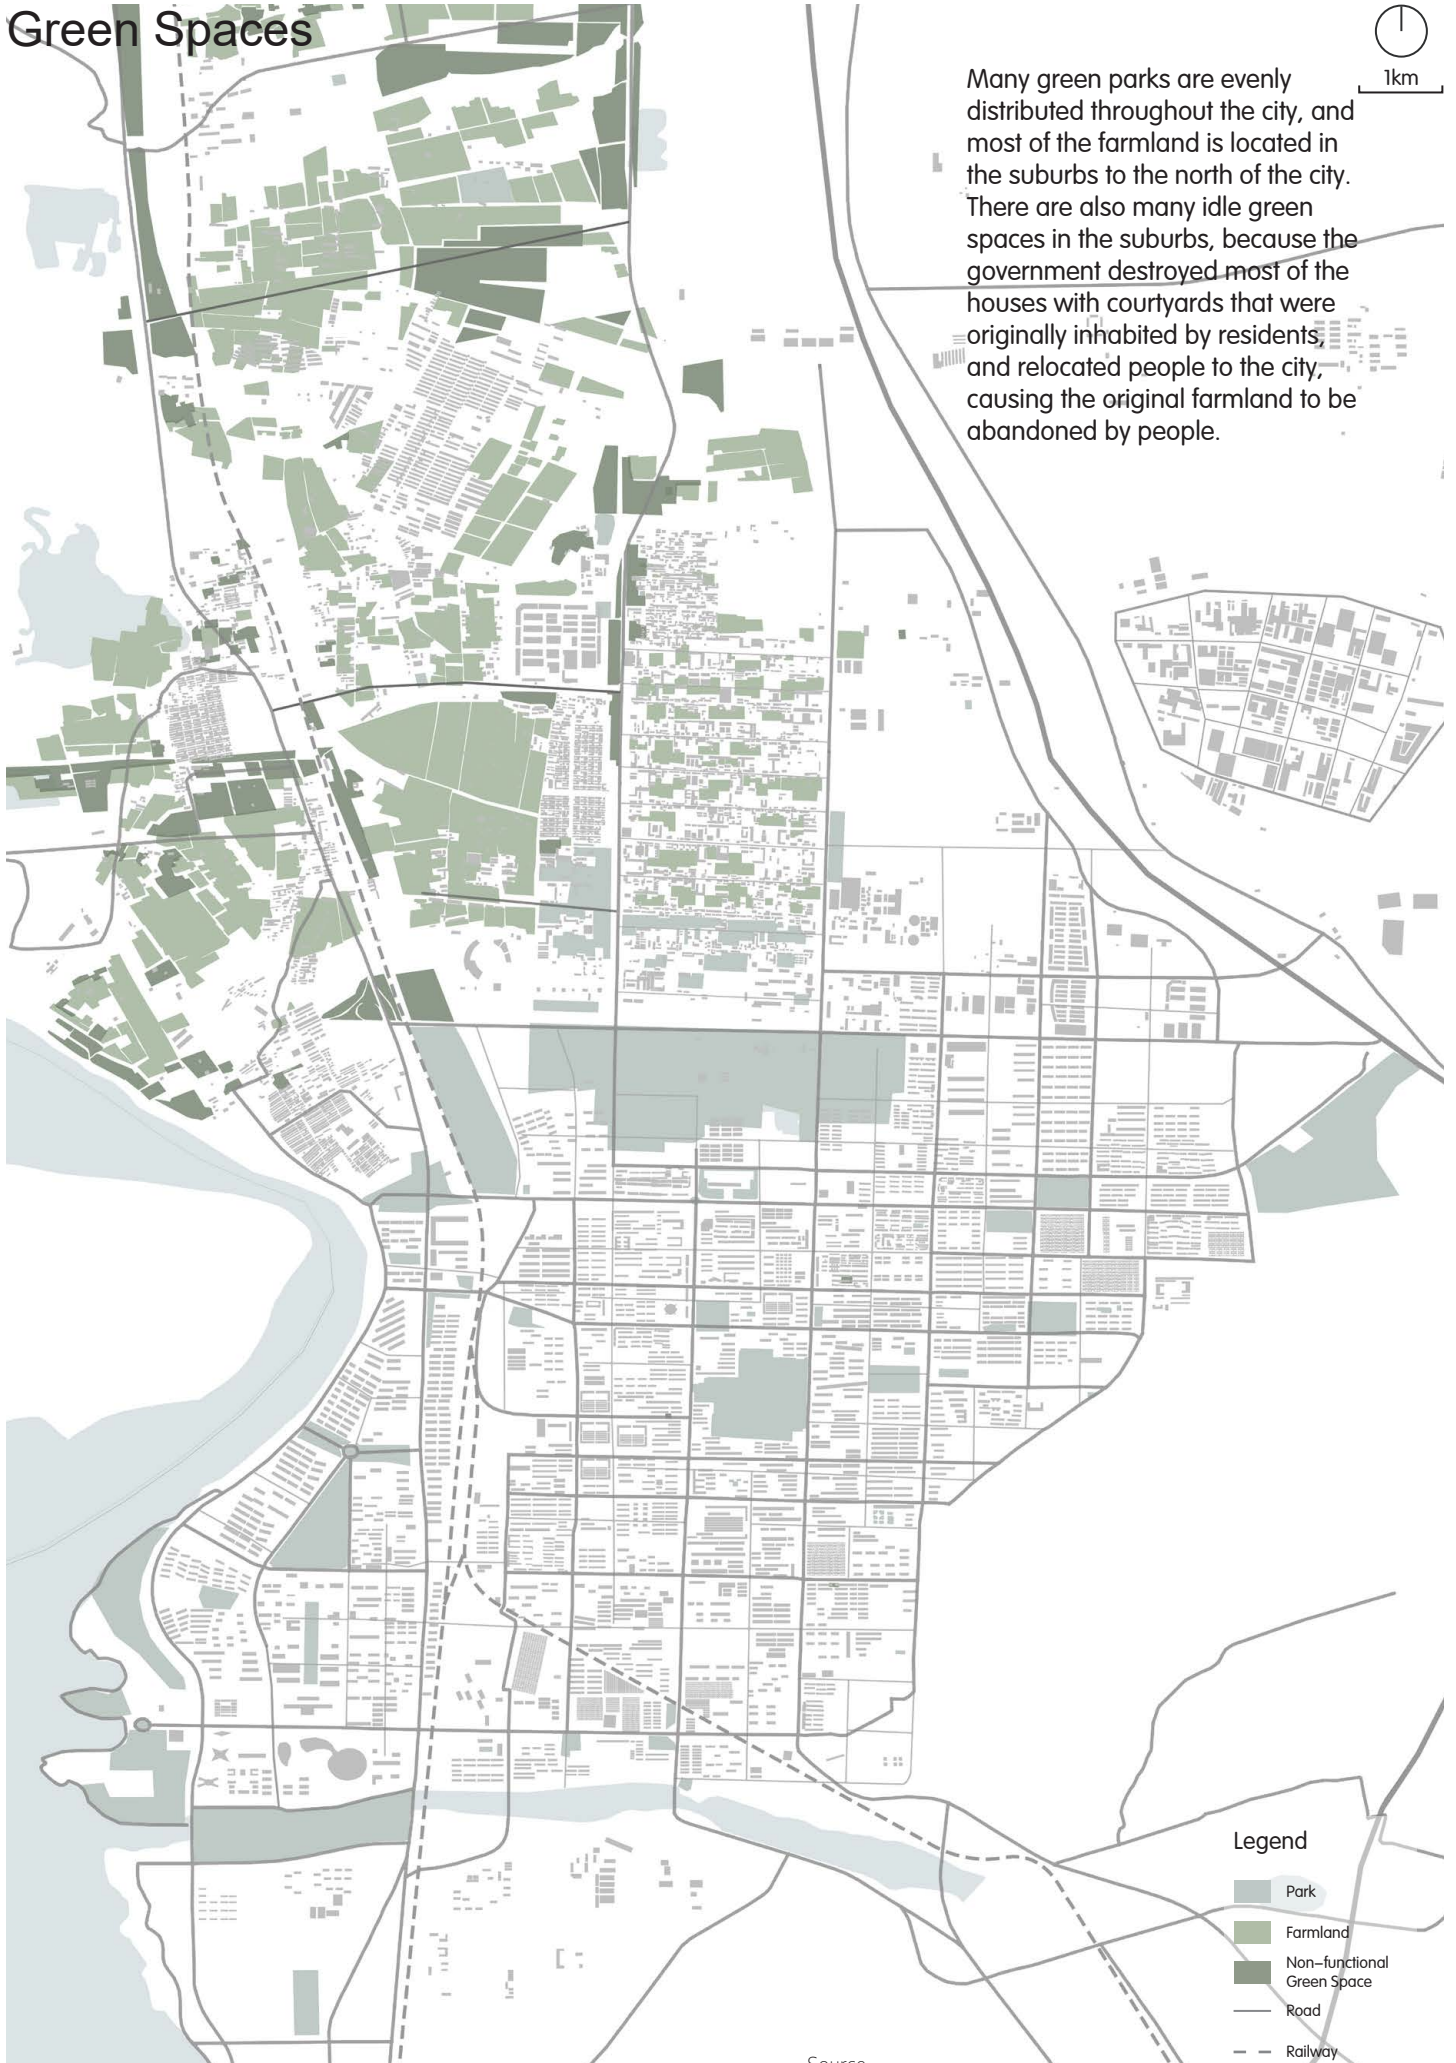 Green Spaces
1km
Many green parks are evenly
distributed throughout the city, and
most of the farmland is located in
the suburbs to the north of the city.
There are also many idle green
spaces in the suburbs, because the
government destroyed most of the
houses with courtyards that were
originally inhabited by residents,
and relocated people to the city,
causing the original farmland to be
abandoned by people.
Legend
Park
Farmland
Non-functional
Green Space
Road
Railway
Source